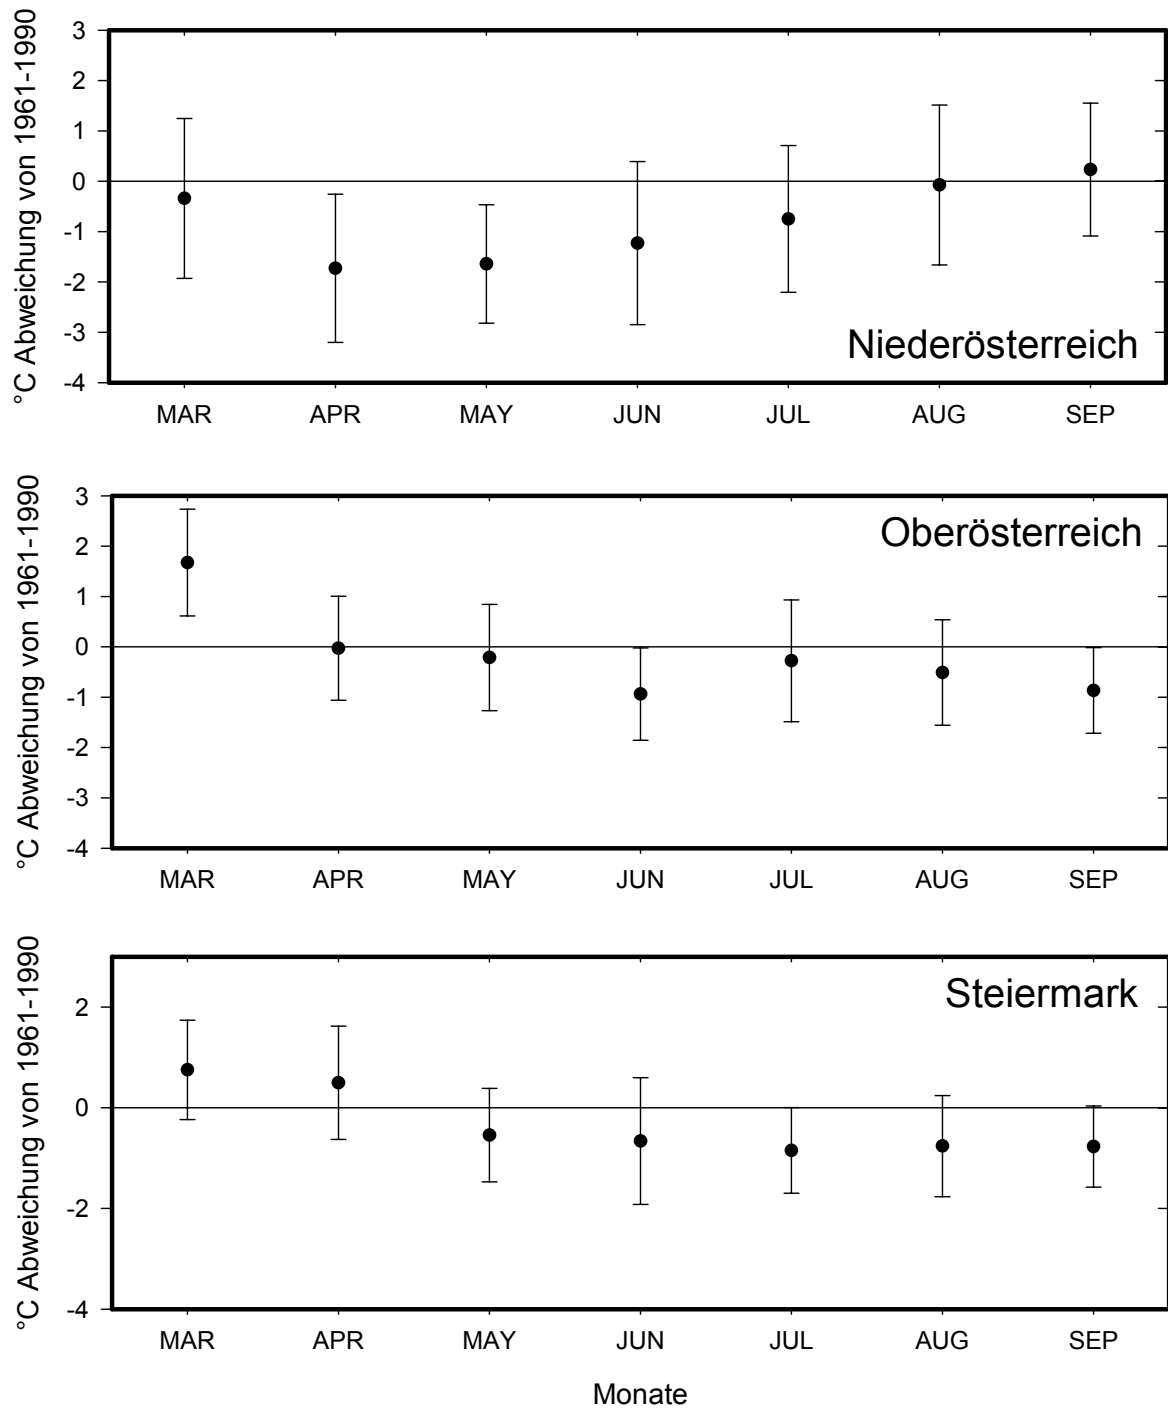 °C Abweichung von 1961-1990
3
2
1
0
-1
-2
-3
-4
Niederösterreich
MAR APR MAY JUN JUL AUG SEP
°C Abweichung von 1961-1990
3
2
1
0
-1
-2
-3
-4
Oberösterreich
MAR APR MAY JUN JUL AUG SEP
°C Abweichung von 1961-1990
2
0
-2
-4
Steiermark
MAR APR MAY JUN JUL AUG SEP
Monate